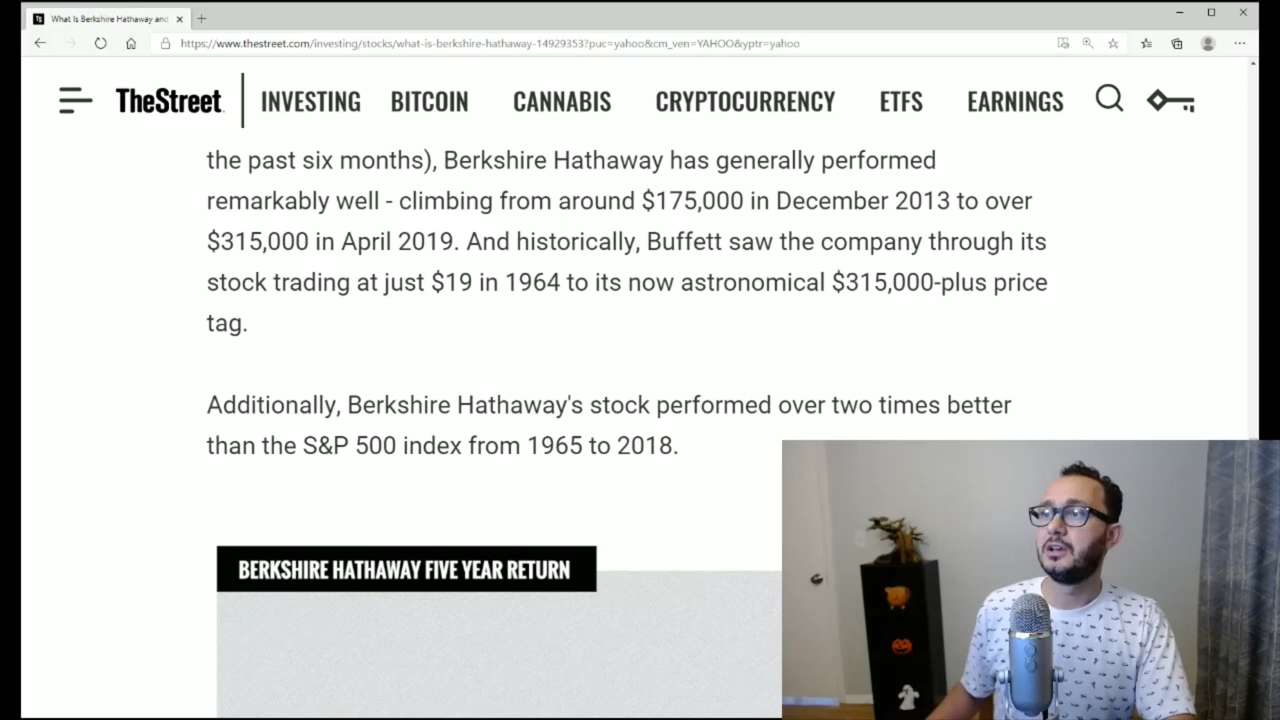 What Is Berkshire Hathaway and
https://www.thestreet.com/investing/stocks/what-is-berkshire-hathaway-14929353?puc=yahoo&cm_ven=YAHOO&yptr=yahoo
TheStreet
INVESTING BITCOIN CANNABIS CRYPTOCURRENCY ETFS EARNINGS
the past six months), Berkshire Hathaway has generally performed
remarkably well - climbing from around $175,000 in December 2013 to over
$315,000 in April 2019. And historically, Buffett saw the company through its
stock trading at just $19 in 1964 to its now astronomical $315,000-plus price
tag.
Additionally, Berkshire Hathaway's stock performed over two times better
than the S&P 500 index from 1965 to 2018.
BERKSHIRE HATHAWAY FIVE YEAR RETURN